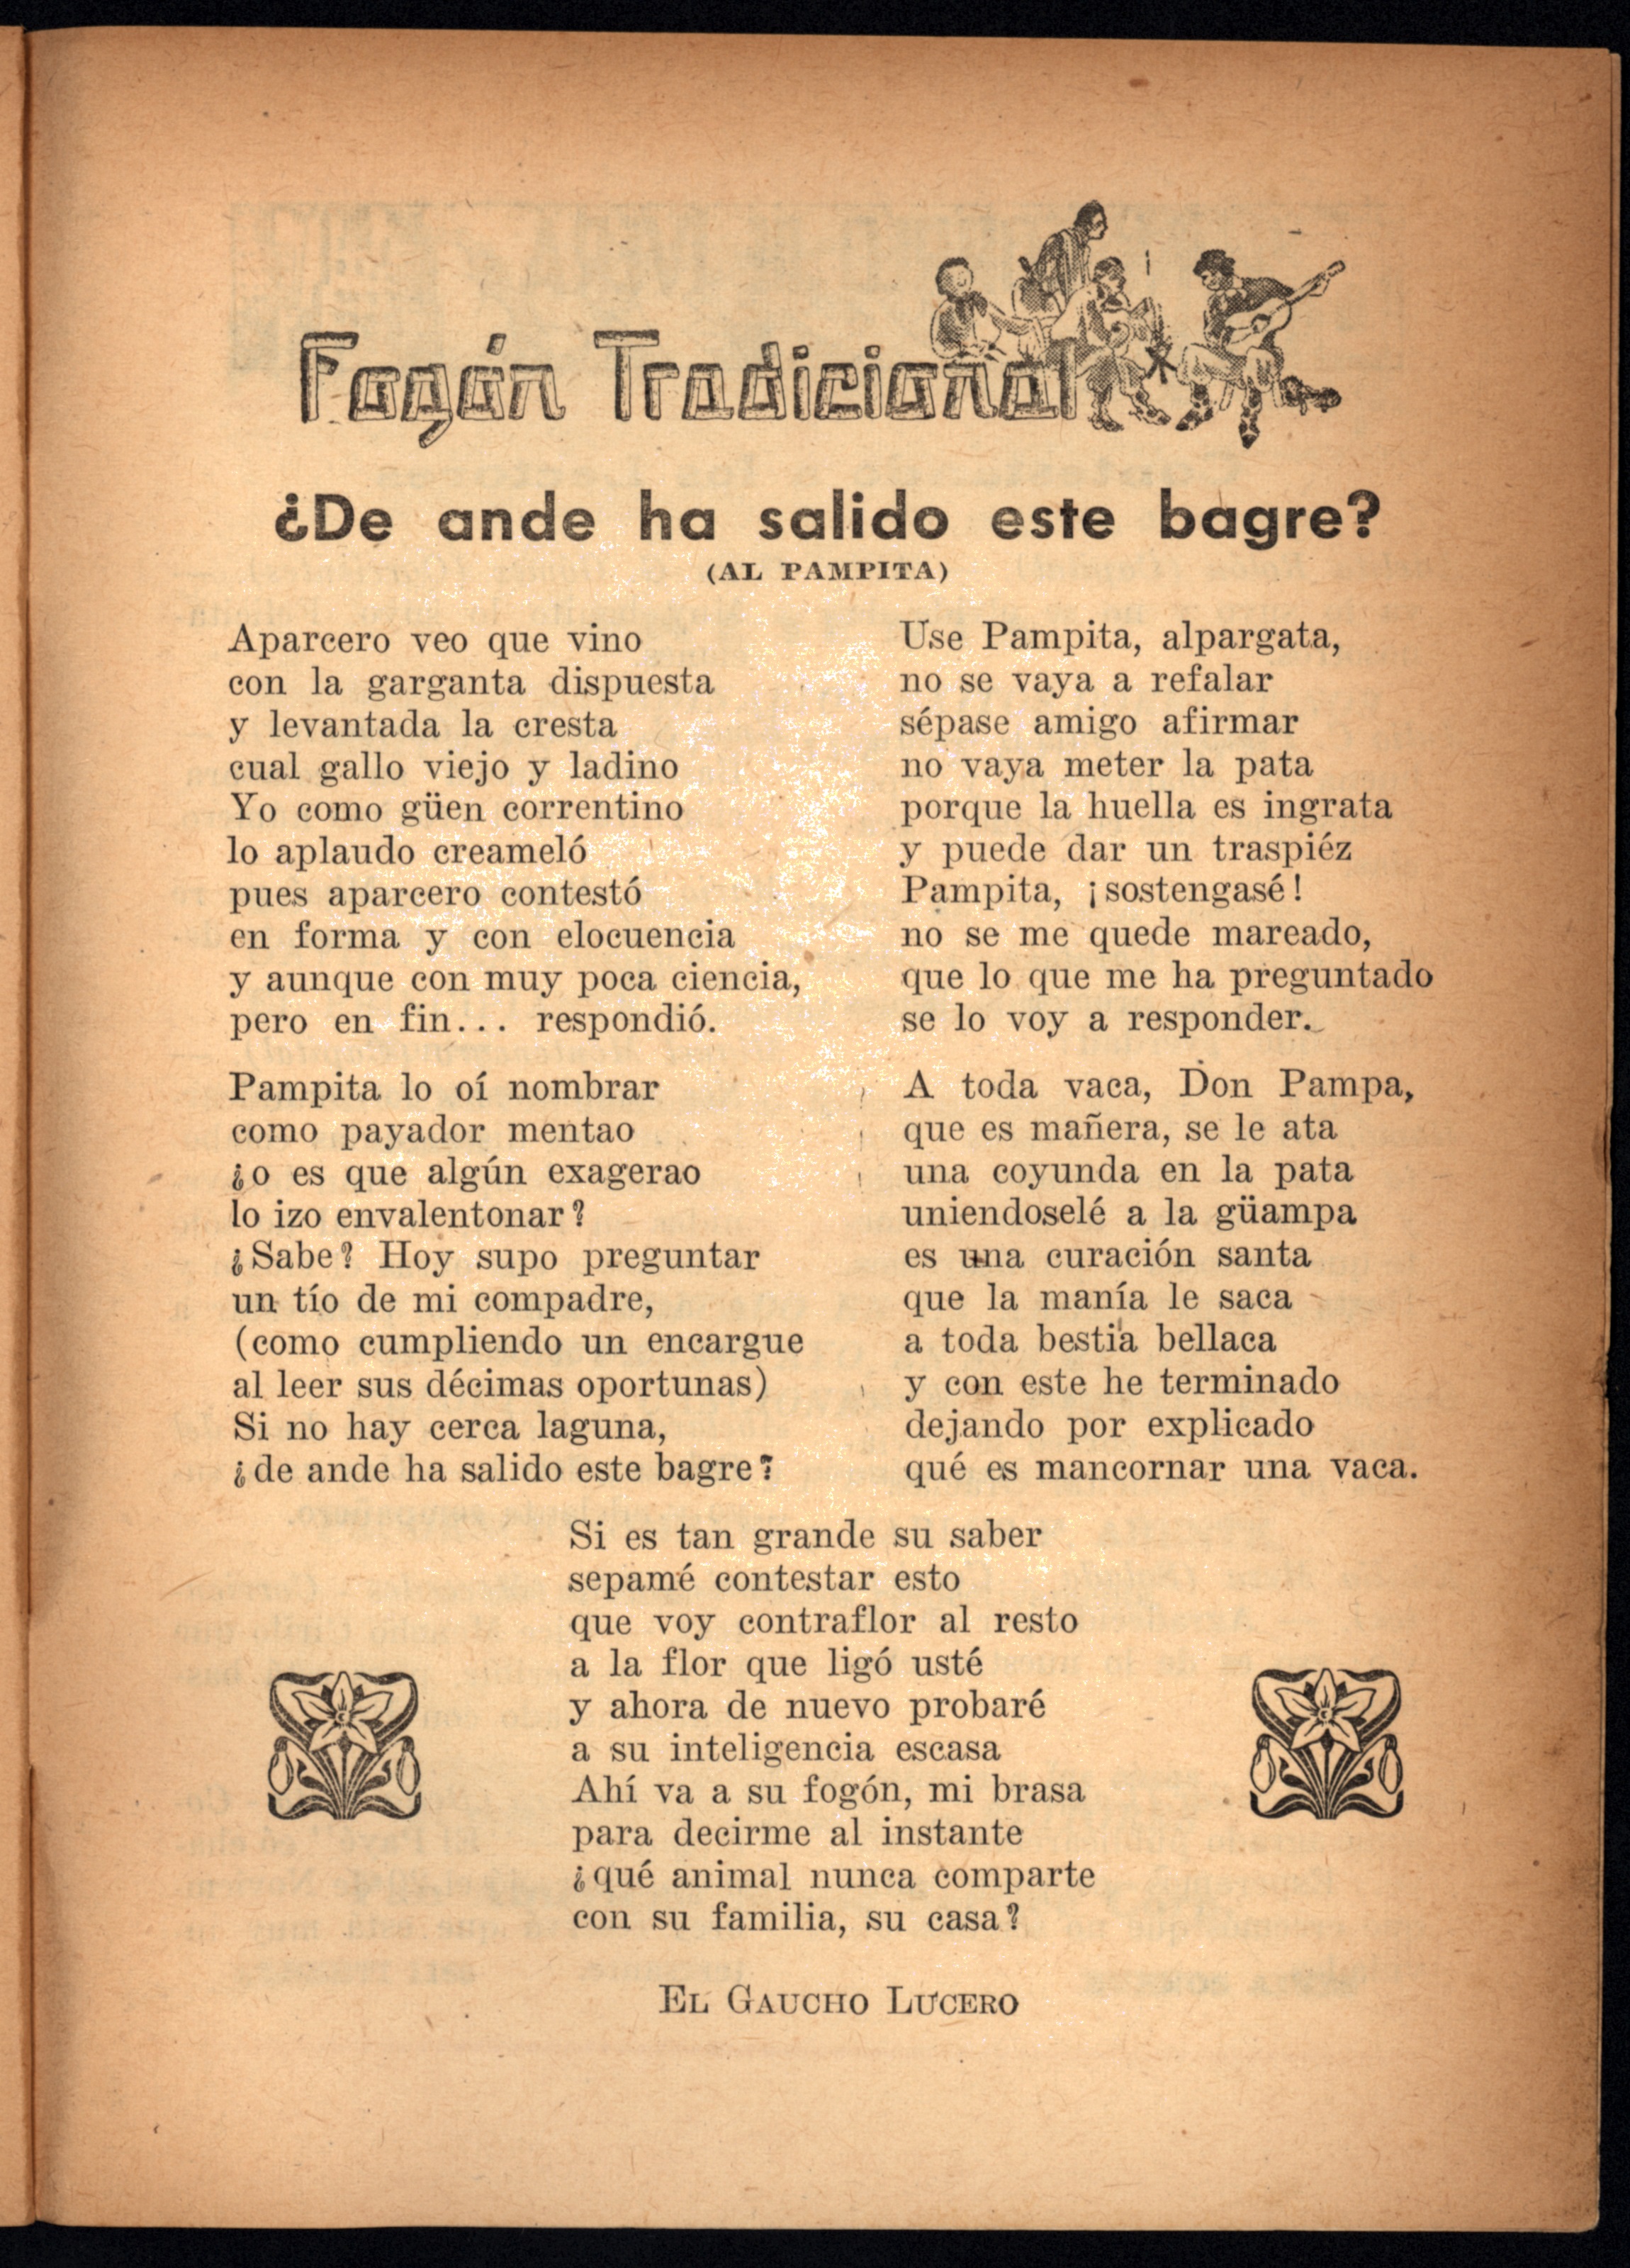 Fogón Tradicional
¿De ande ha salido este bagre?
(AL PAMPITA)
Aparcero veo que vino
con la garganta dispuesta
y levantada la cresta
cual gallo viejo y ladino
Yo como güen correntino
lo aplaudo creameló
pues aparcero contestó
en forma y con elocuencia
y aunque con muy poca ciencia,
pero en fin... respondió.
Pampita lo oí nombrar
como payador mentao
¿o es que algún exagerao
lo izo envalentonar?
¿Sabe? Hoy supo preguntar
un tío de mi compadre,
(como cumpliendo un encargue
al leer sus décimas oportunas)
Si no hay cerca laguna,
¿de ande ha salido este bagre?
Use Pampita, alpargata,
no se vaya a refalar
sépase amigo afirmar
no vaya meter la pata
porque la huella es ingrata
y puede dar un traspiéz
Pampita, ¡sostengasé!
no se me quede mareado,
que lo que me ha preguntado
se lo voy a responder.
A toda vaca, Don Pampa,
que es mañera, se le ata
una coyunda en la pata
uniendoselé a la güampa
es una curación santa
que la manía le saca
a toda bestia bellaca
y con este he terminado
dejando por explicado
qué es mancornar una vaca.
Si es tan grande su saber
sepamé contestar esto
que voy contraflor al resto
a la flor que ligó usté
y ahora de nuevo probaré
a su inteligencia escasa
Ahí va a su fogón, mi brasa
para decirme al instante
¿qué animal nunca comparte
con su familia, su casa?
EL GAUCHO LUCERO